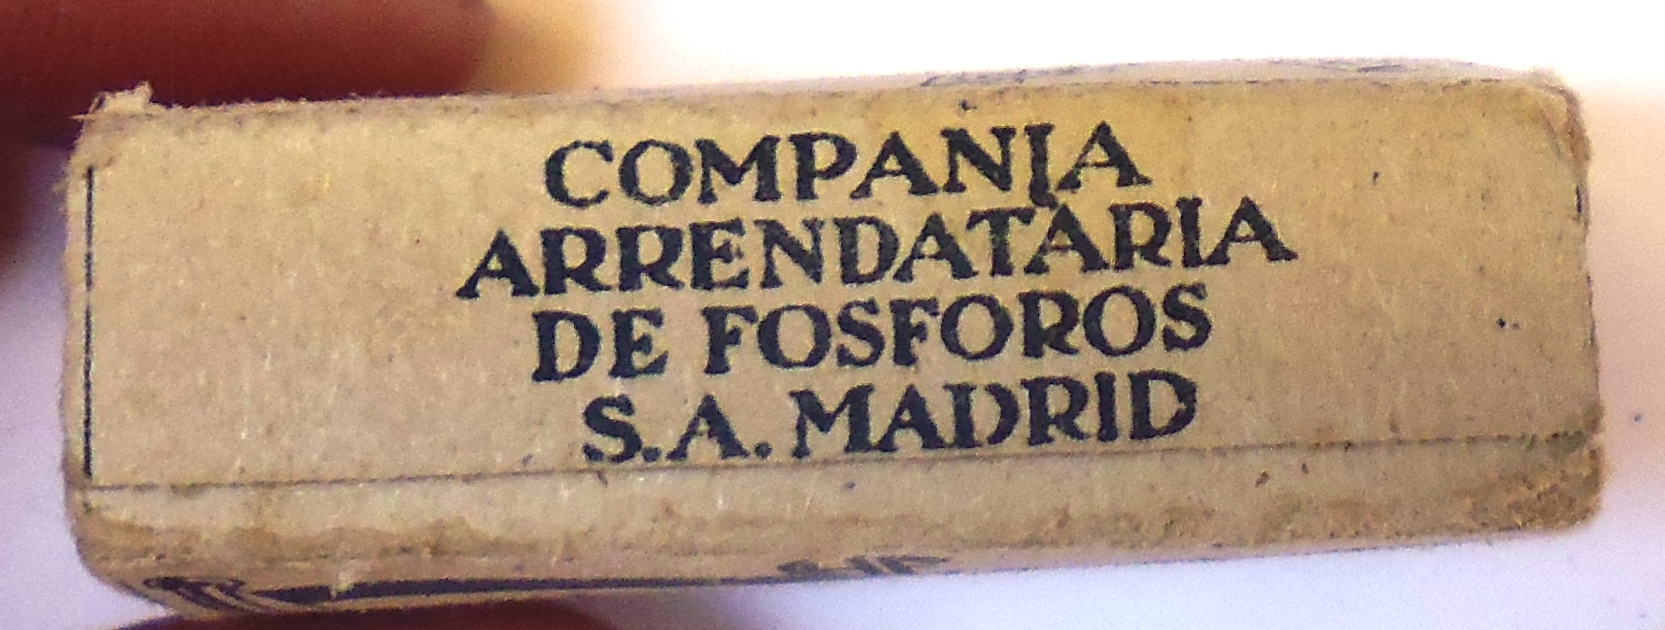 COMPANIA
ARRENDATARIA
DE FOSFOROS
S.A. MADRID